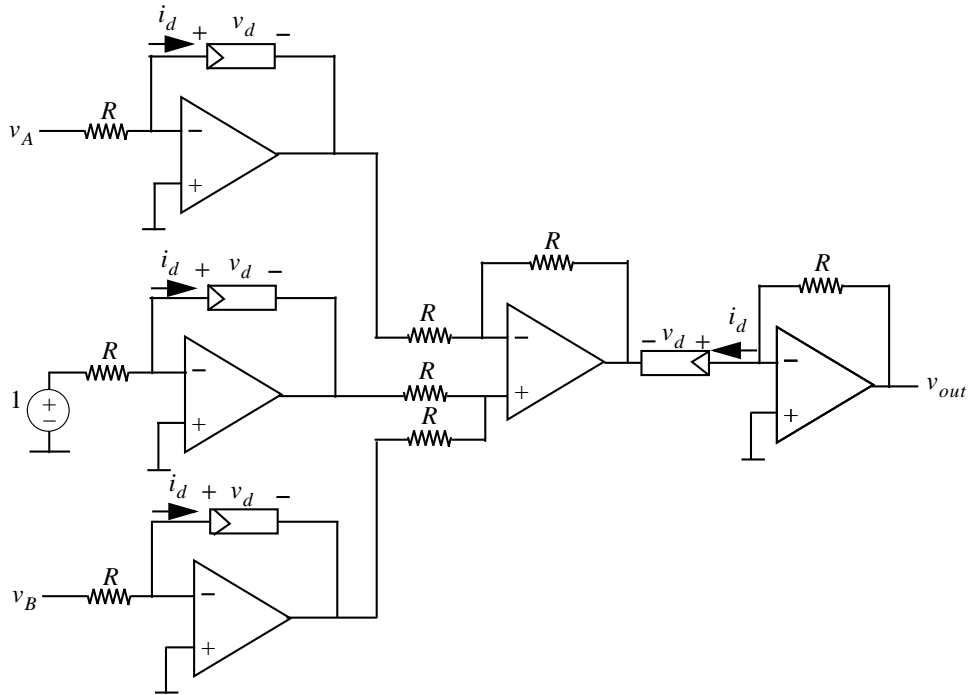 i_d + v_d −
R
v_A
−
+
i_d + v_d −
R
R
1
+
−
−
+
R
R
R
−
+
− v_d + i_d
R
−
+
v_out
i_d + v_d −
R
v_B
−
+